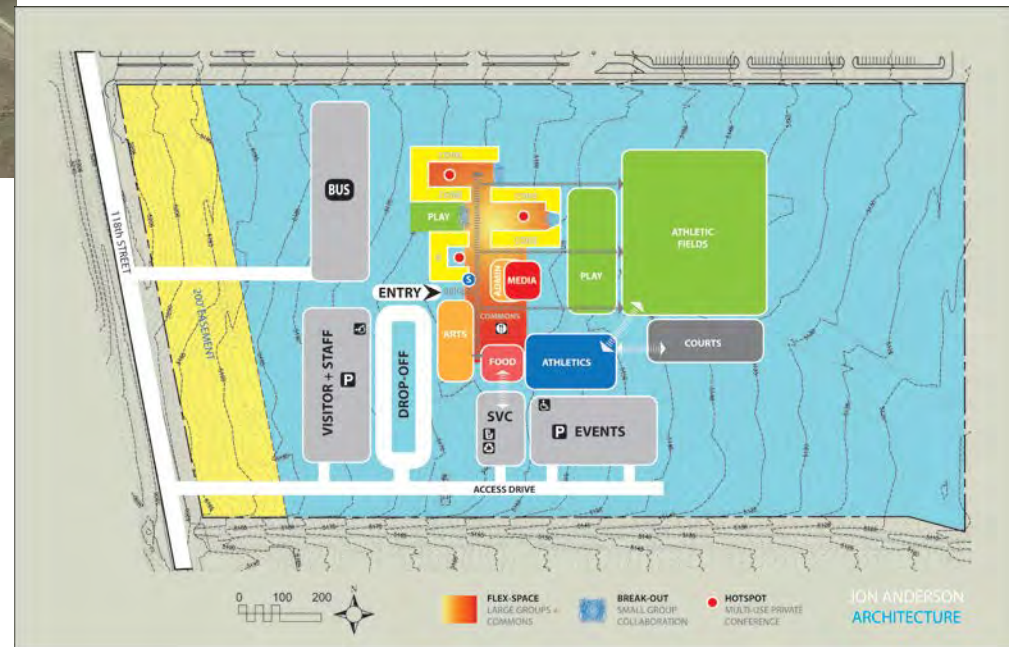 118th STREET
200' EASEMENT
BUS
PLAY
ENTRY
S
ADMIN
MEDIA
PLAY
ATHLETIC
FIELDS
VISITOR + STAFF
P
DROP-OFF
ARTS
COMMONS
FOOD
ATHLETICS
COURTS
SVC
P EVENTS
ACCESS DRIVE
0 100 200
N
FLEX-SPACE
LARGE GROUPS +
COMMONS
BREAK-OUT
SMALL GROUP
COLLABORATION
HOTSPOT
MULTI-USE PRIVATE
CONFERENCE
JON ANDERSON
ARCHITECTURE